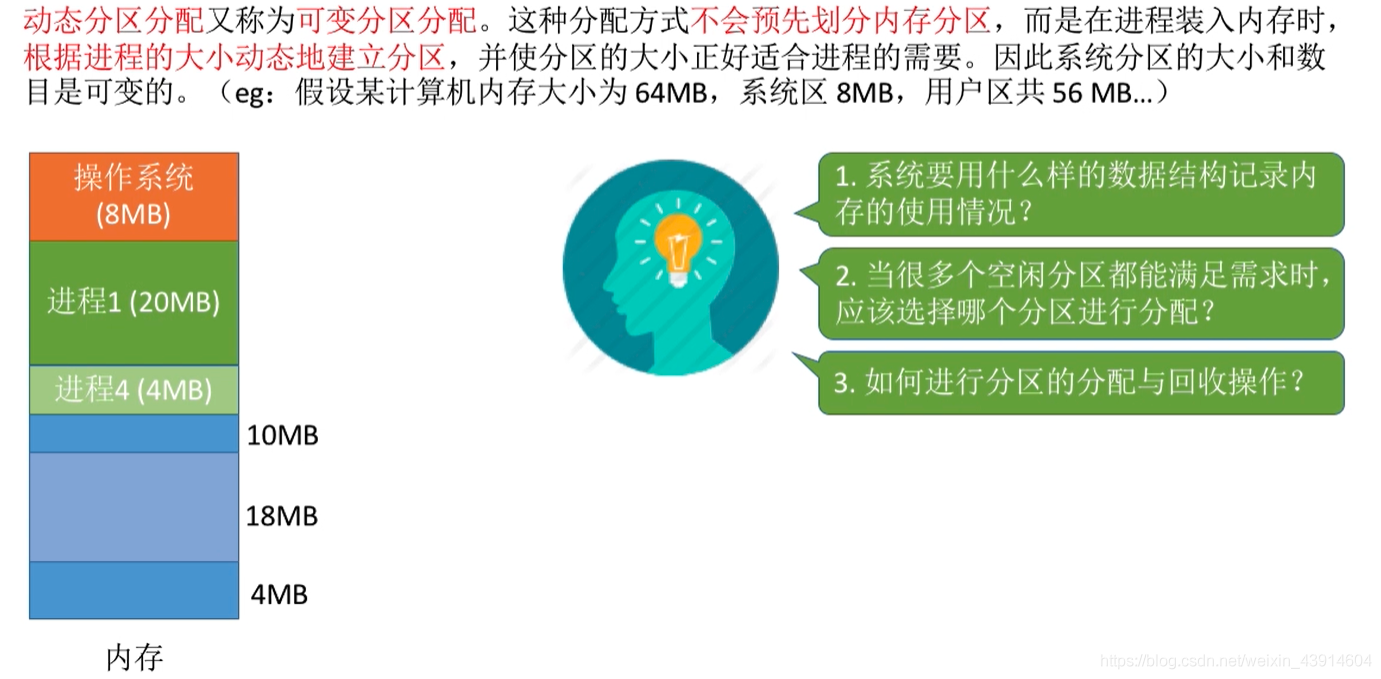 动态分区分配又称为可变分区分配。这种分配方式不会预先划分内存分区，而是在进程装入内存时，
根据进程的大小动态地建立分区，并使分区的大小正好适合进程的需要。因此系统分区的大小和数
目是可变的。（eg：假设某计算机内存大小为 64MB，系统区 8MB，用户区共 56 MB…）
操作系统
(8MB)
进程1 (20MB)
进程4 (4MB)
10MB
18MB
4MB
内存
1. 系统要用什么样的数据结构记录内
存的使用情况？
2. 当很多个空闲分区都能满足需求时，
应该选择哪个分区进行分配？
3. 如何进行分区的分配与回收操作？
https://blog.csdn.net/weixin_43914604